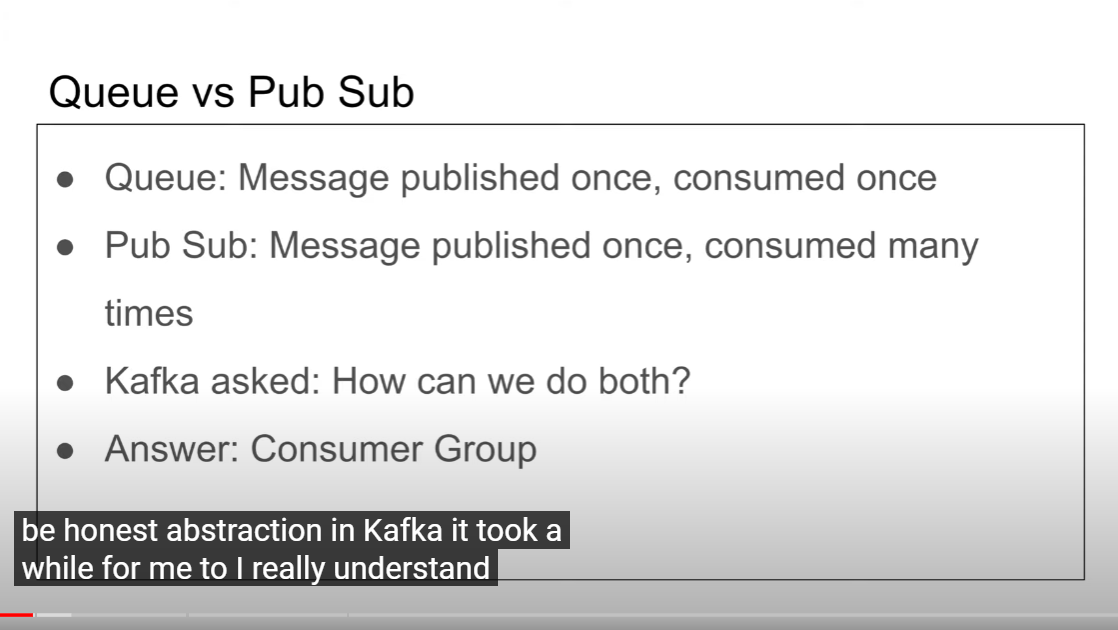 Queue vs Pub Sub
● Queue: Message published once, consumed once
● Pub Sub: Message published once, consumed many
times
● Kafka asked: How can we do both?
● Answer: Consumer Group
be honest abstraction in Kafka it took a
while for me to I really understand